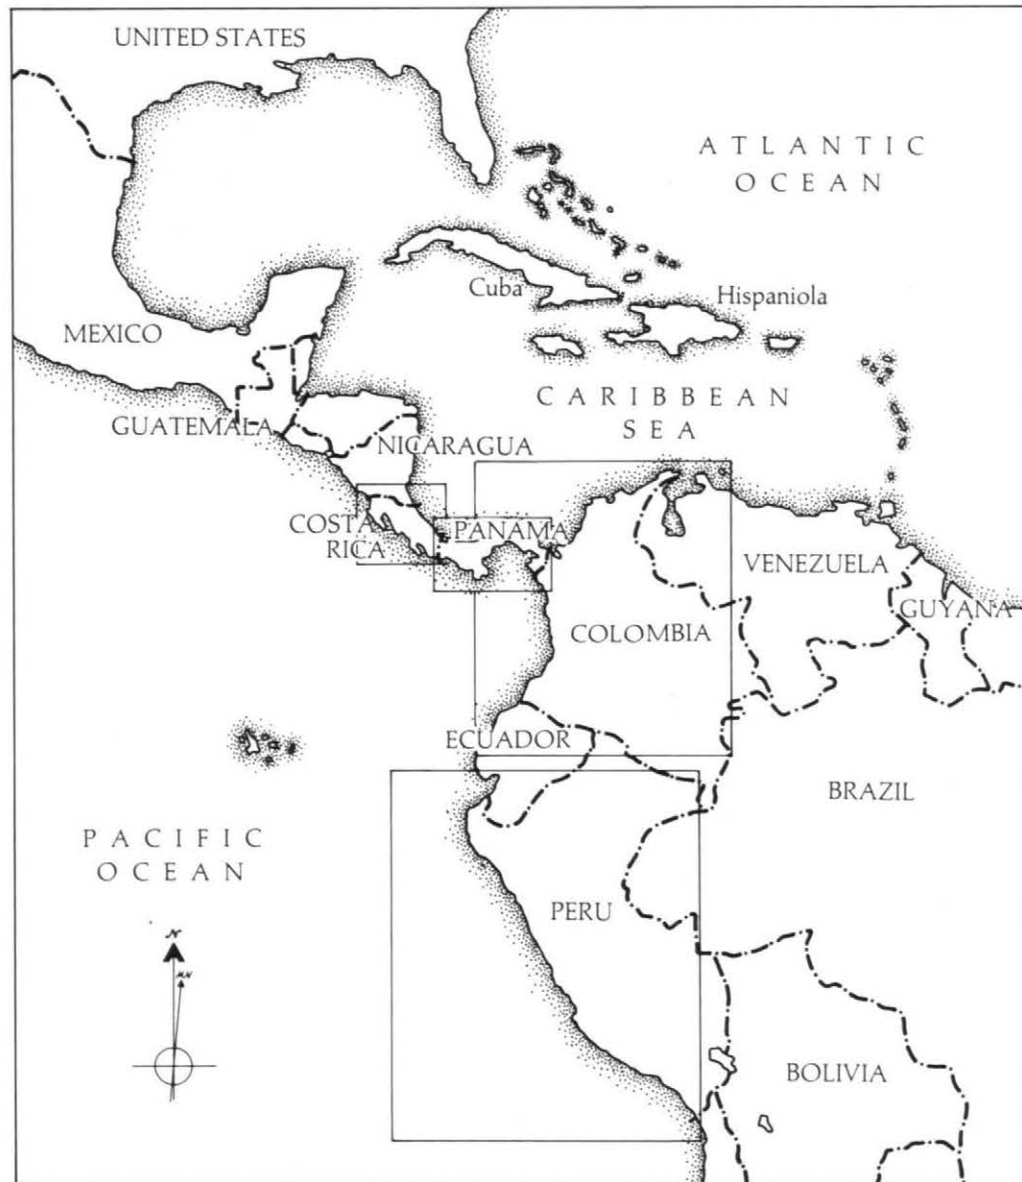 UNITED STATES
ATLANTIC
OCEAN
Cuba
Hispaniola
MEXICO
CARIBBEAN
SEA
GUATEMALA
NICARAGUA
COSTA
RICA
PANAMA
VENEZUELA
GUYANA
COLOMBIA
ECUADOR
BRAZIL
PACIFIC
OCEAN
PERU
N
MN
BOLIVIA